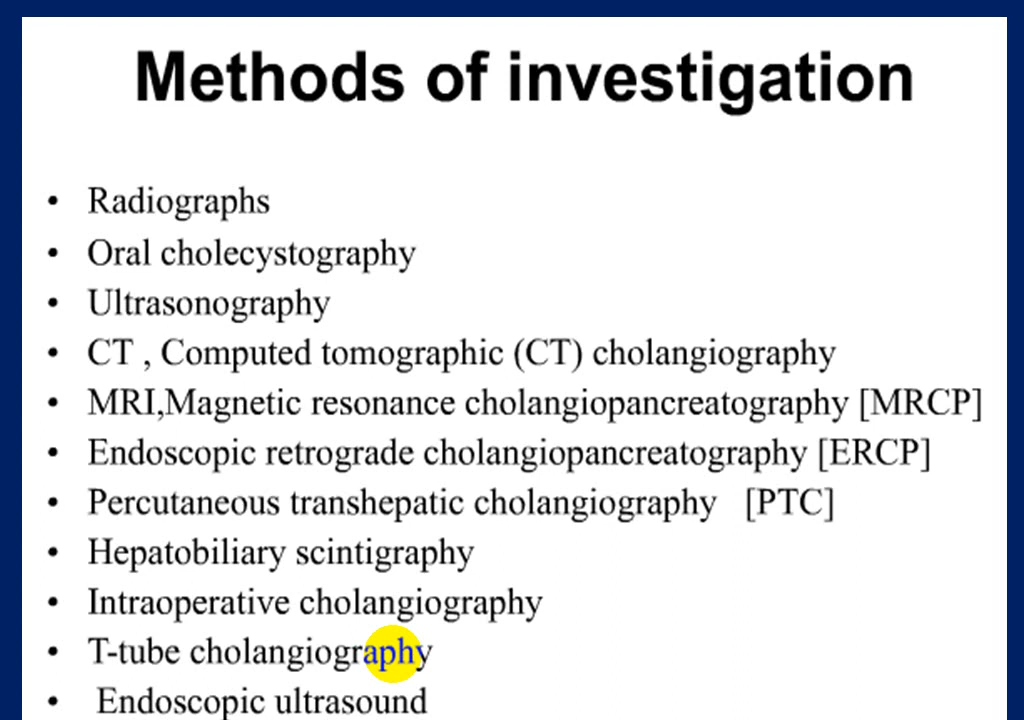 Methods of investigation
• Radiographs
• Oral cholecystography
• Ultrasonography
• CT , Computed tomographic (CT) cholangiography
• MRI,Magnetic resonance cholangiopancreatography [MRCP]
• Endoscopic retrograde cholangiopancreatography [ERCP]
• Percutaneous transhepatic cholangiography [PTC]
• Hepatobiliary scintigraphy
• Intraoperative cholangiography
• T-tube cholangiography
• Endoscopic ultrasound